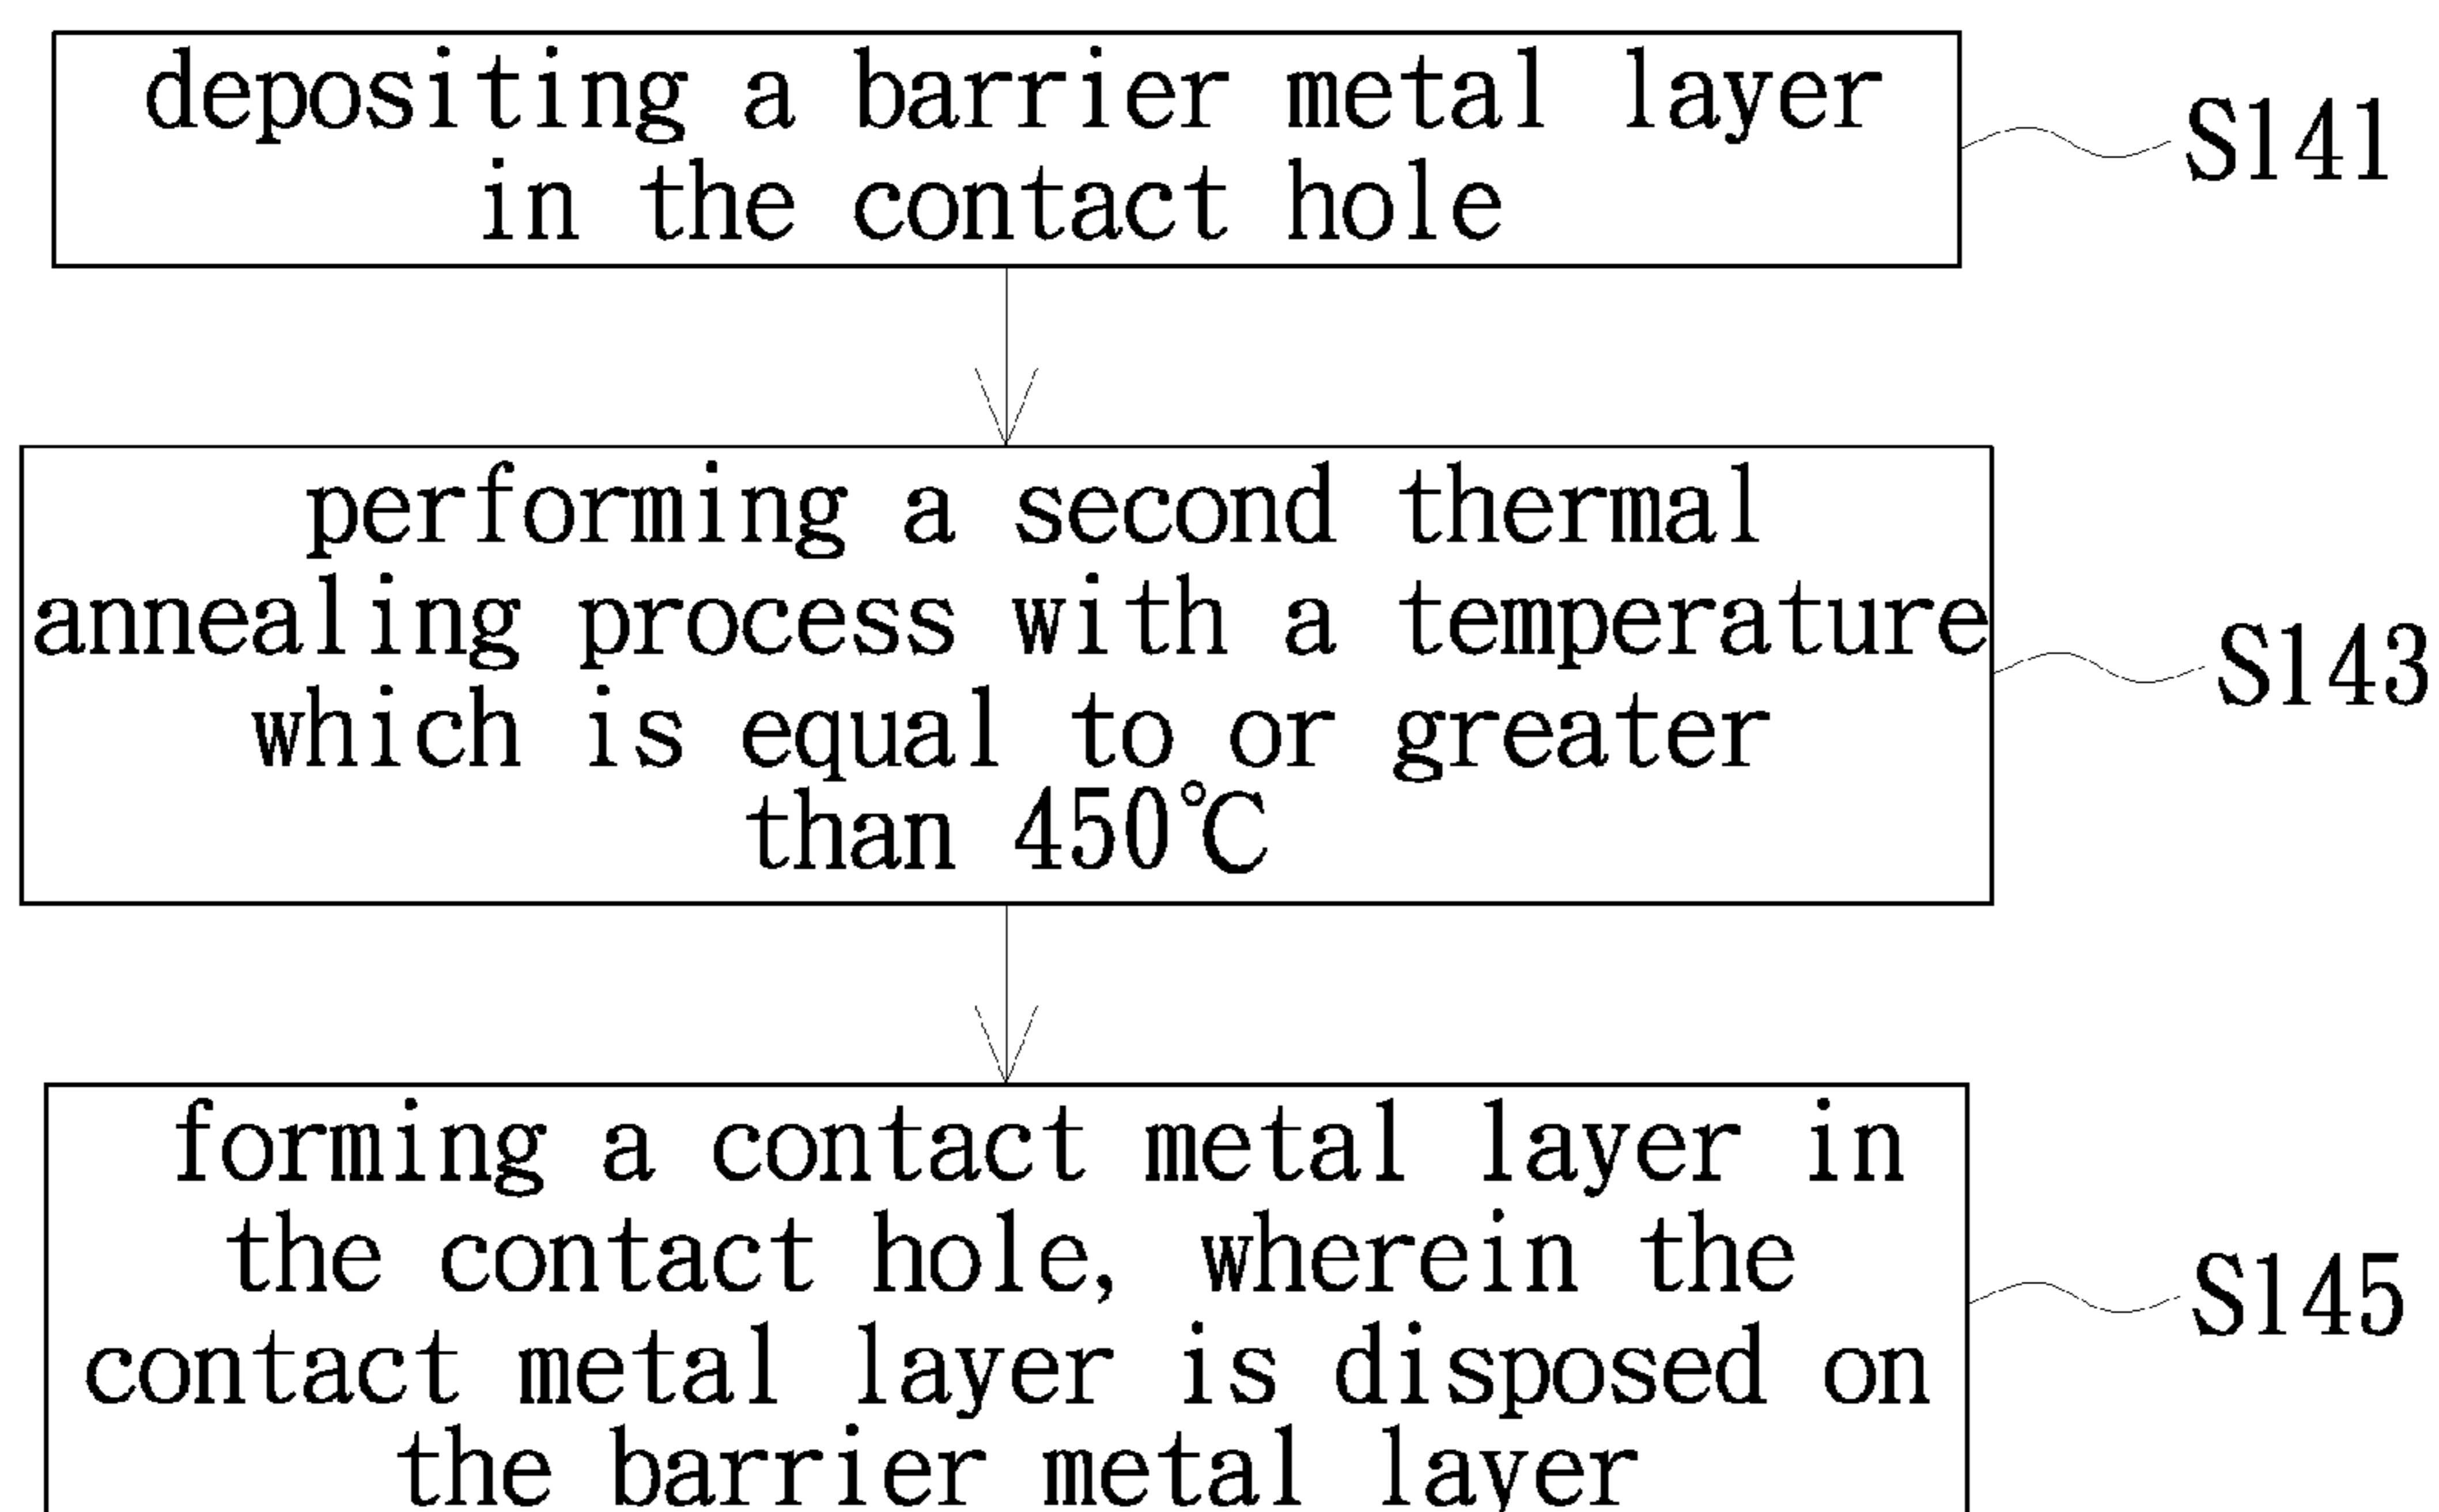 depositing a barrier metal layer
in the contact hole
S141
performing a second thermal
annealing process with a temperature
which is equal to or greater
than 450℃
S143
forming a contact metal layer in
the contact hole, wherein the
contact metal layer is disposed on
the barrier metal layer
S145